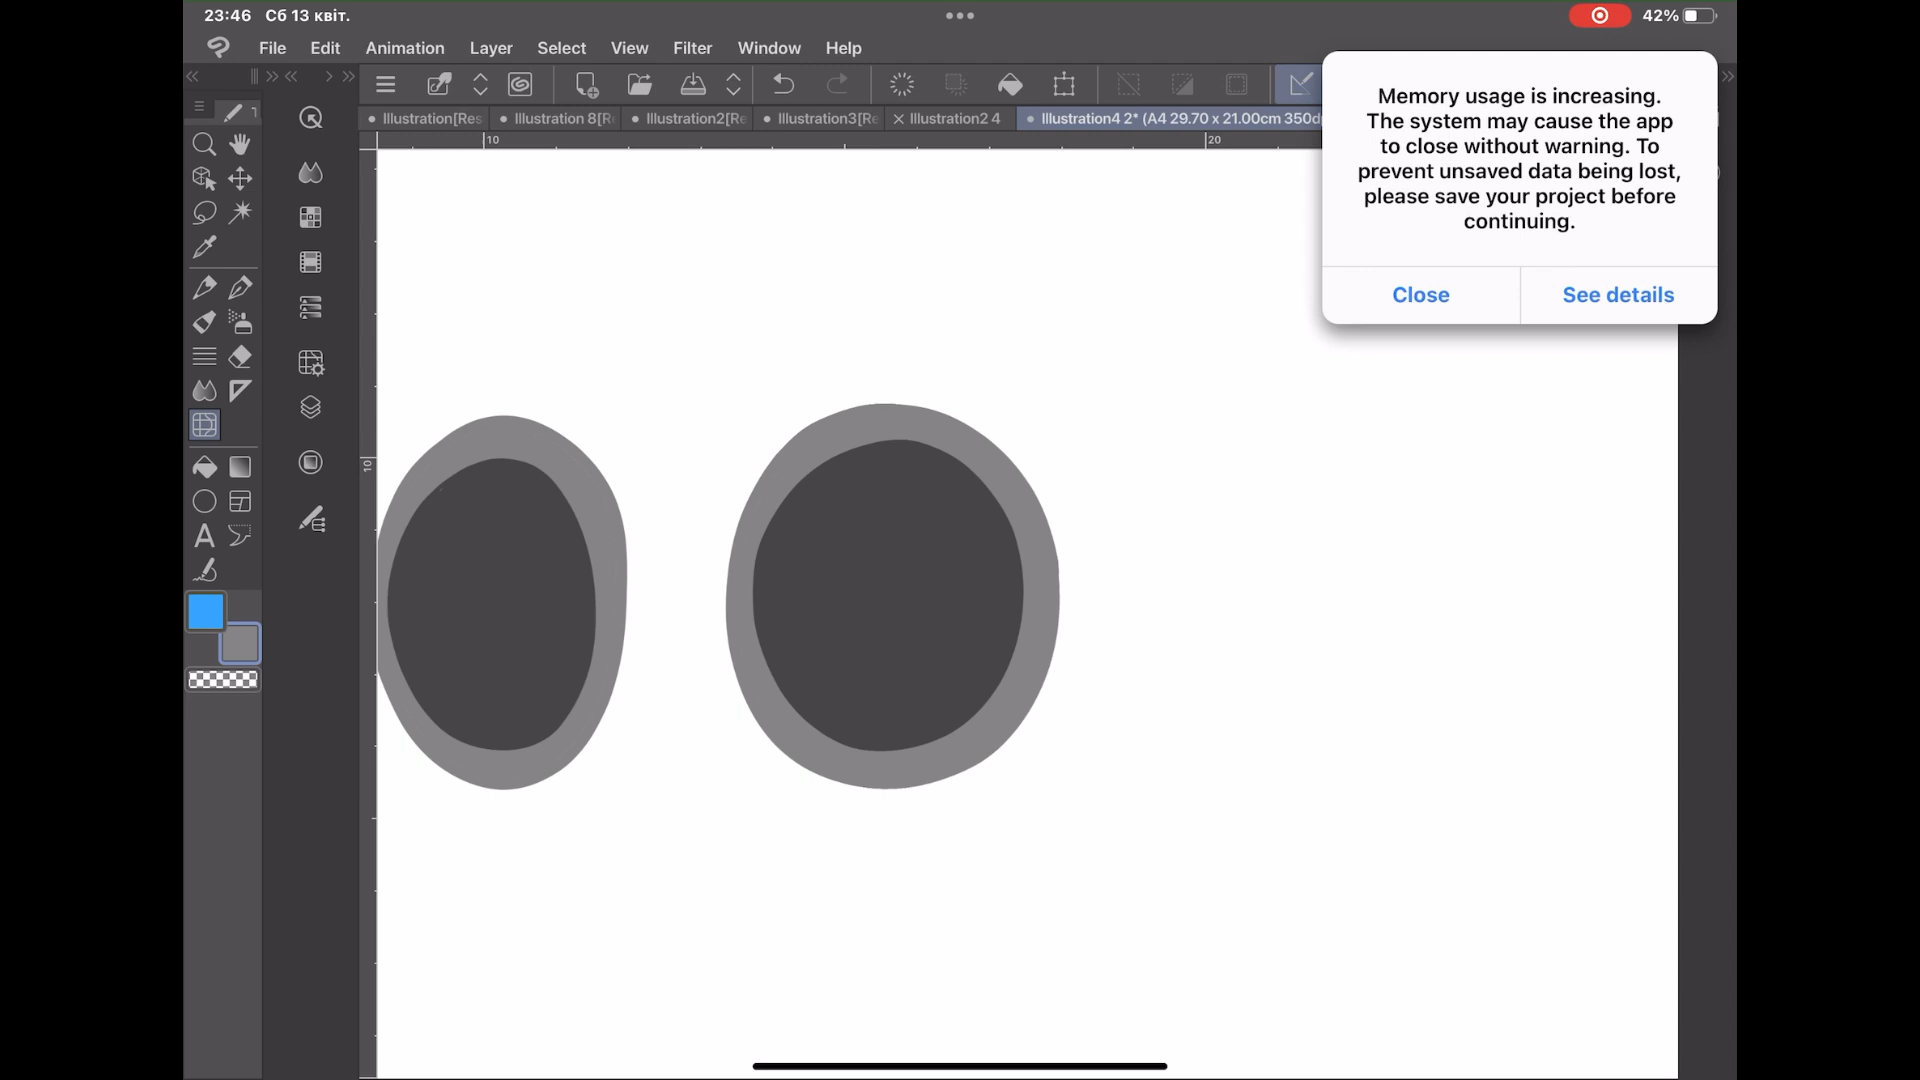 23:46 Сб 13 квіт.
42%
File Edit Animation Layer Select View Filter Window Help
Illustration[Res Illustration 8[R Illustration2[Re Illustration3[Re Illustration2 4 Illustration4 2* (A4 29.70 x 21.00cm 350d
10 20
10
Memory usage is increasing.
The system may cause the app
to close without warning. To
prevent unsaved data being lost,
please save your project before
continuing.
Close See details